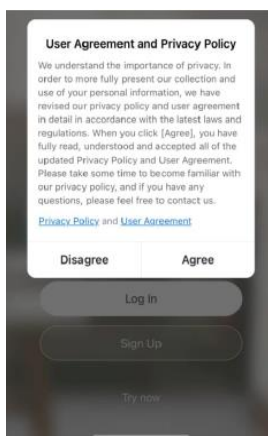 User Agreement and Privacy Policy
We understand the importance of privacy. In
order to more fully present our collection and
use of your personal information, we have
revised our privacy policy and user agreement
in detail in accordance with the latest laws and
regulations. When you click [Agree], you have
fully read, understood and accepted all of the
updated Privacy Policy and User Agreement.
Please take some time to become familiar with
our privacy policy, and if you have any
questions, please feel free to contact us.
Privacy Policy and User Agreement
Disagree Agree
Log In
Sign Up
Try now